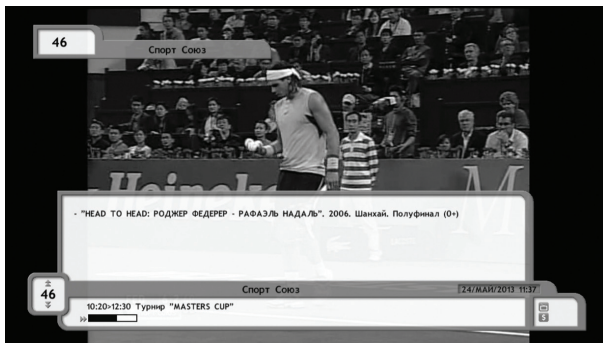 46
Спорт Союз
Heineken
M
- "HEAD TO HEAD: РОДЖЕР ФЕДЕРЕР - РАФАЭЛЬ НАДАЛЬ". 2006. Шанхай. Полуфинал (0+)
46
Спорт Союз
24/МАЙ/2013 11:37
10:20>12:30 Турнир "MASTERS CUP"
S